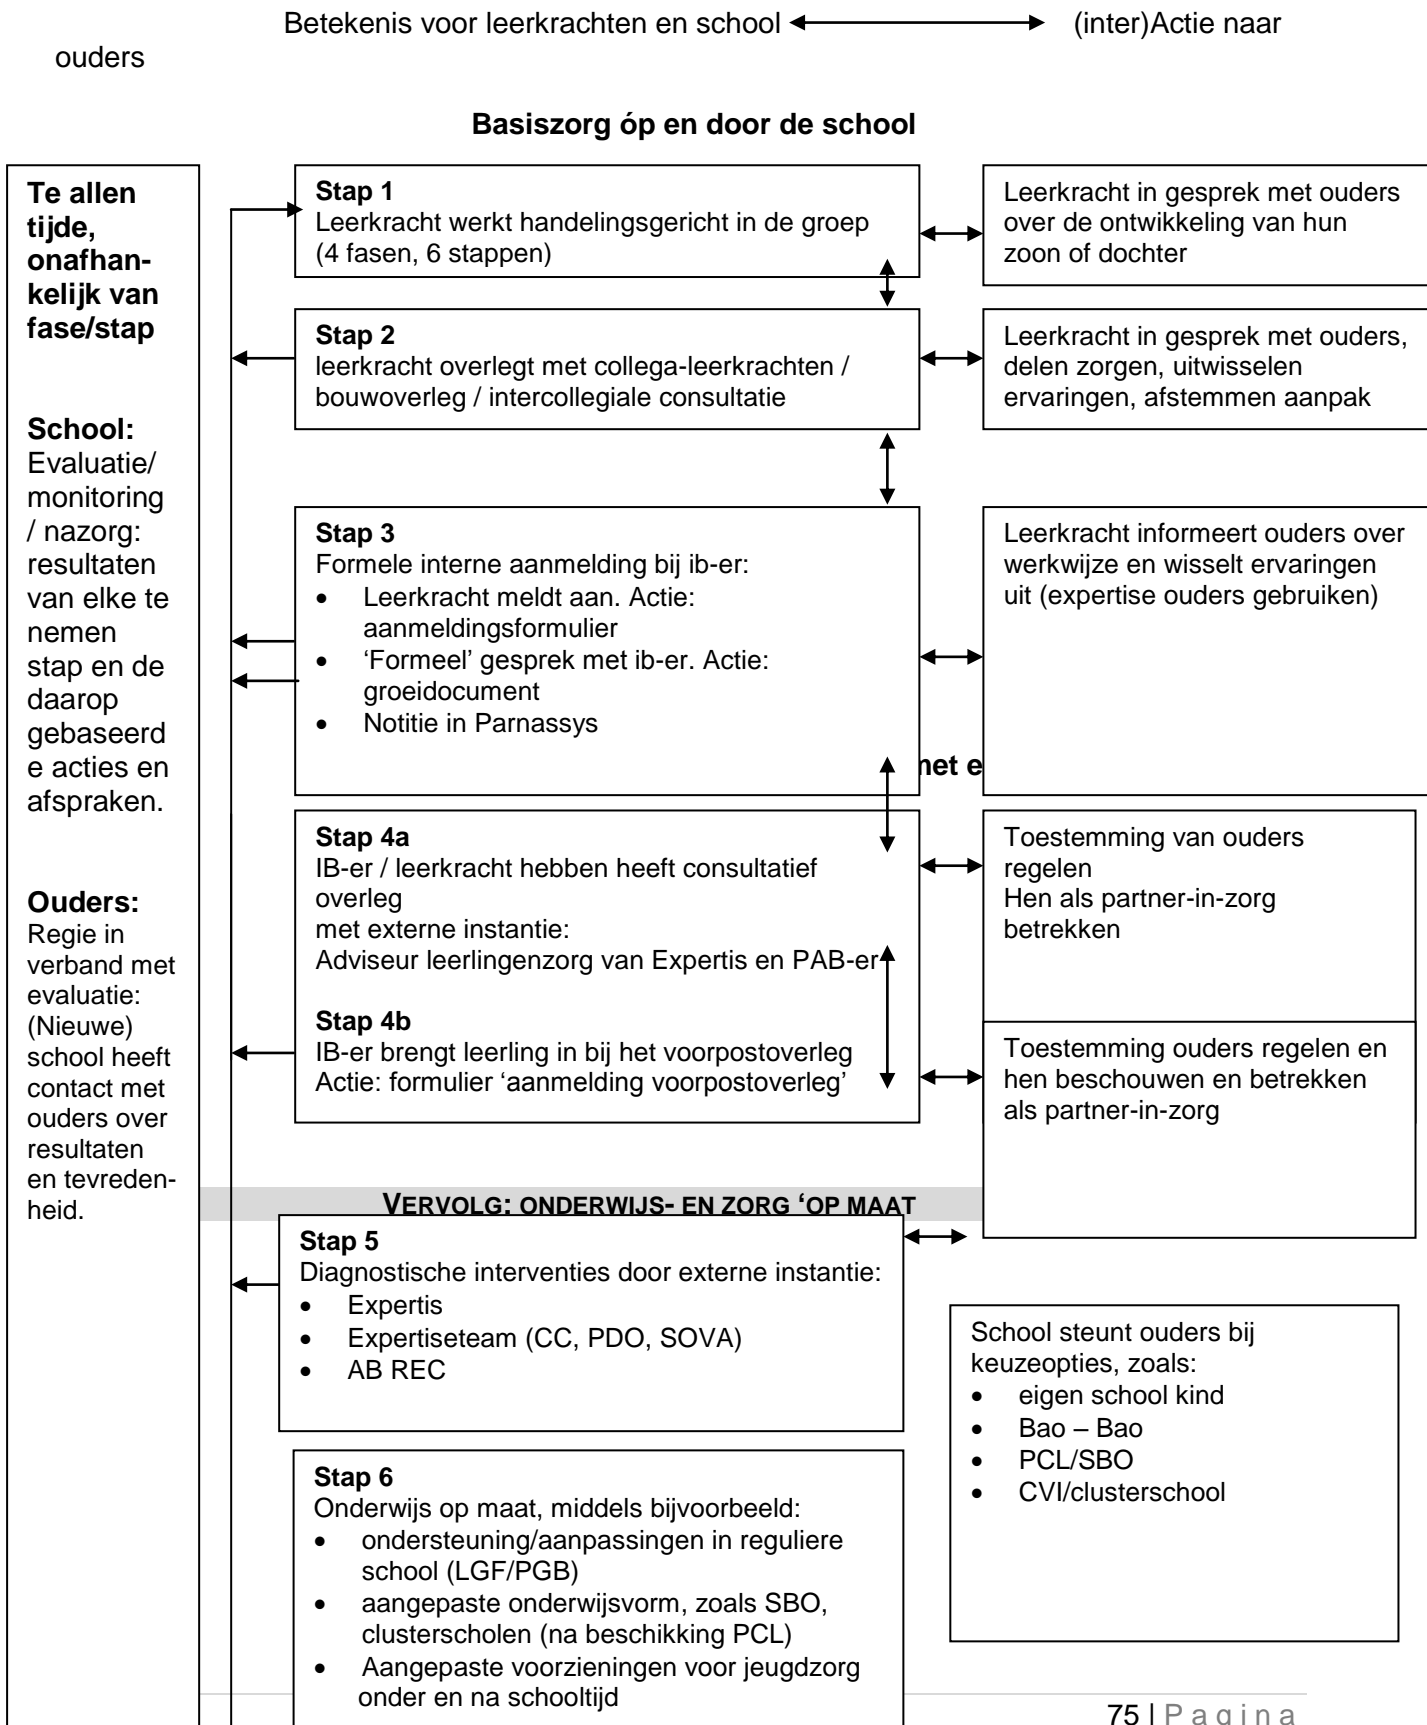 Betekenis voor leerkrachten en school (inter)Actie naar
ouders
Basiszorg óp en door de school
Te allen
tijde,
onafhan-
kelijk van
fase/stap
School:
Evaluatie/
monitoring
/ nazorg:
resultaten
van elke te
nemen
stap en de
daarop
gebaseerd
e acties en
afspraken.
Ouders:
Regie in
verband met
evaluatie:
(Nieuwe)
school heeft
contact met
ouders over
resultaten
en tevreden-
heid.
Stap 1
Leerkracht werkt handelingsgericht in de groep
(4 fasen, 6 stappen)
Leerkracht in gesprek met ouders
over de ontwikkeling van hun
zoon of dochter
Stap 2
leerkracht overlegt met collega-leerkrachten /
bouwoverleg / intercollegiale consultatie
Leerkracht in gesprek met ouders,
delen zorgen, uitwisselen
ervaringen, afstemmen aanpak
Stap 3
Formele interne aanmelding bij ib-er:
• Leerkracht meldt aan. Actie:
aanmeldingsformulier
• ‘Formeel’ gesprek met ib-er. Actie:
groeidocument
• Notitie in Parnassys
Leerkracht informeert ouders over
werkwijze en wisselt ervaringen
uit (expertise ouders gebruiken)
Stap 4a
IB-er / leerkracht hebben heeft consultatief
overleg
met externe instantie:
Adviseur leerlingenzorg van Expertis en PAB-er
Stap 4b
IB-er brengt leerling in bij het voorpostoverleg
Actie: formulier ‘aanmelding voorpostoverleg’
Toestemming van ouders
regelen
Hen als partner-in-zorg
betrekken
Toestemming ouders regelen en
hen beschouwen en betrekken
als partner-in-zorg
VERVOLG: ONDERWIJS- EN ZORG ‘OP MAAT
Stap 5
Diagnostische interventies door externe instantie:
• Expertis
• Expertiseteam (CC, PDO, SOVA)
• AB REC
School steunt ouders bij
keuzeopties, zoals:
• eigen school kind
• Bao – Bao
• PCL/SBO
• CVI/clusterschool
Stap 6
Onderwijs op maat, middels bijvoorbeeld:
• ondersteuning/aanpassingen in reguliere
school (LGF/PGB)
• aangepaste onderwijsvorm, zoals SBO,
clusterscholen (na beschikking PCL)
• Aangepaste voorzieningen voor jeugdzorg
onder en na schooltijd
75 | Pagina